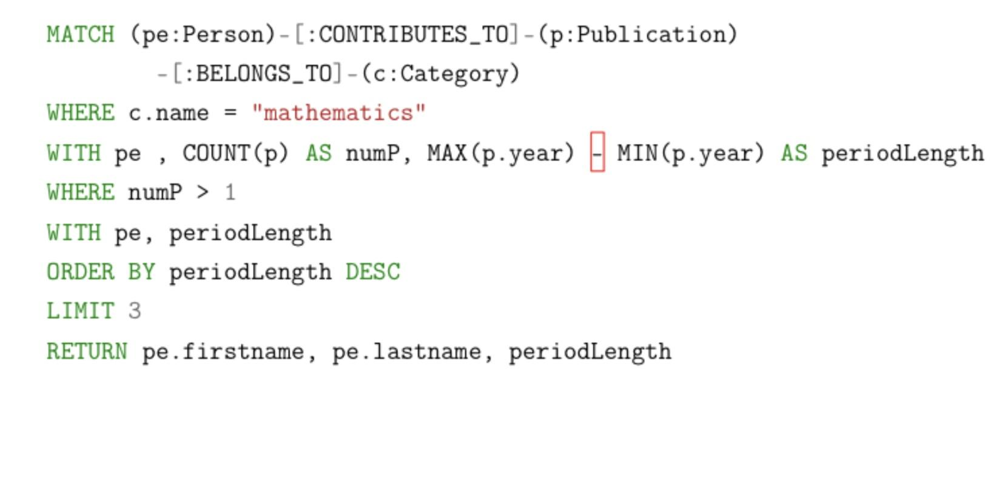 MATCH (pe:Person)-[:CONTRIBUTES_TO]-(p:Publication)
-[:BELONGS_TO]-(c:Category)
WHERE c.name = "mathematics"
WITH pe , COUNT(p) AS numP, MAX(p.year) - MIN(p.year) AS periodLength
WHERE numP > 1
WITH pe, periodLength
ORDER BY periodLength DESC
LIMIT 3
RETURN pe.firstname, pe.lastname, periodLength